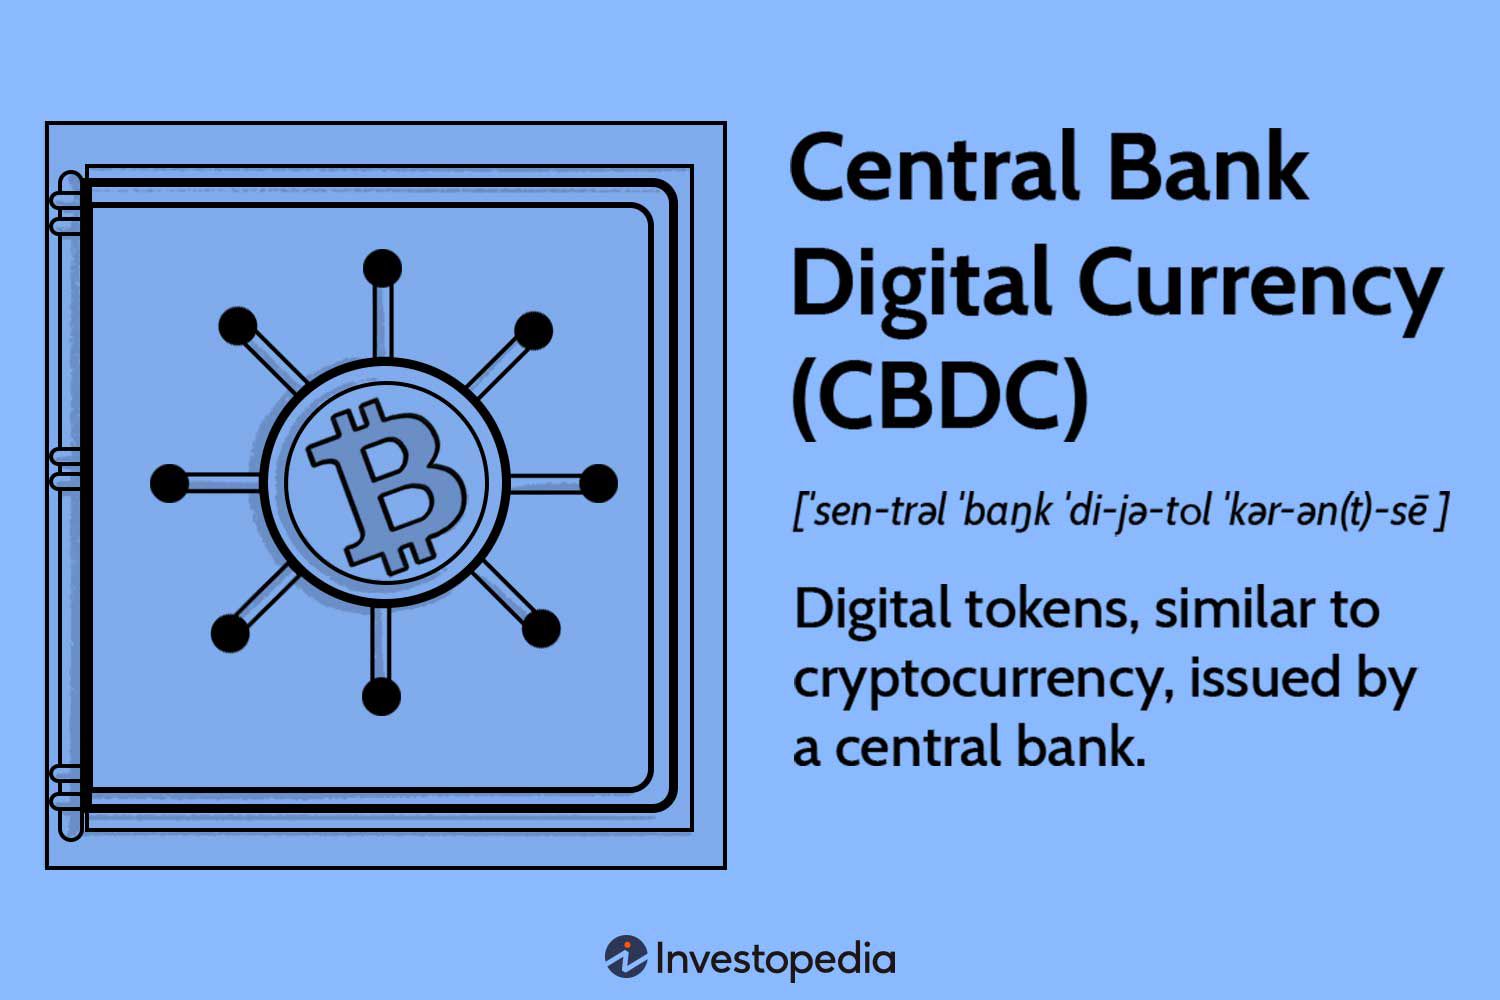 Central Bank
Digital Currency
(CBDC)
[ˈsen-trəl ˈbaŋk ˈdi-jə-tol ˈkər-ən(t)-sē ]
Digital tokens, similar to
cryptocurrency, issued by
a central bank.
Investopedia